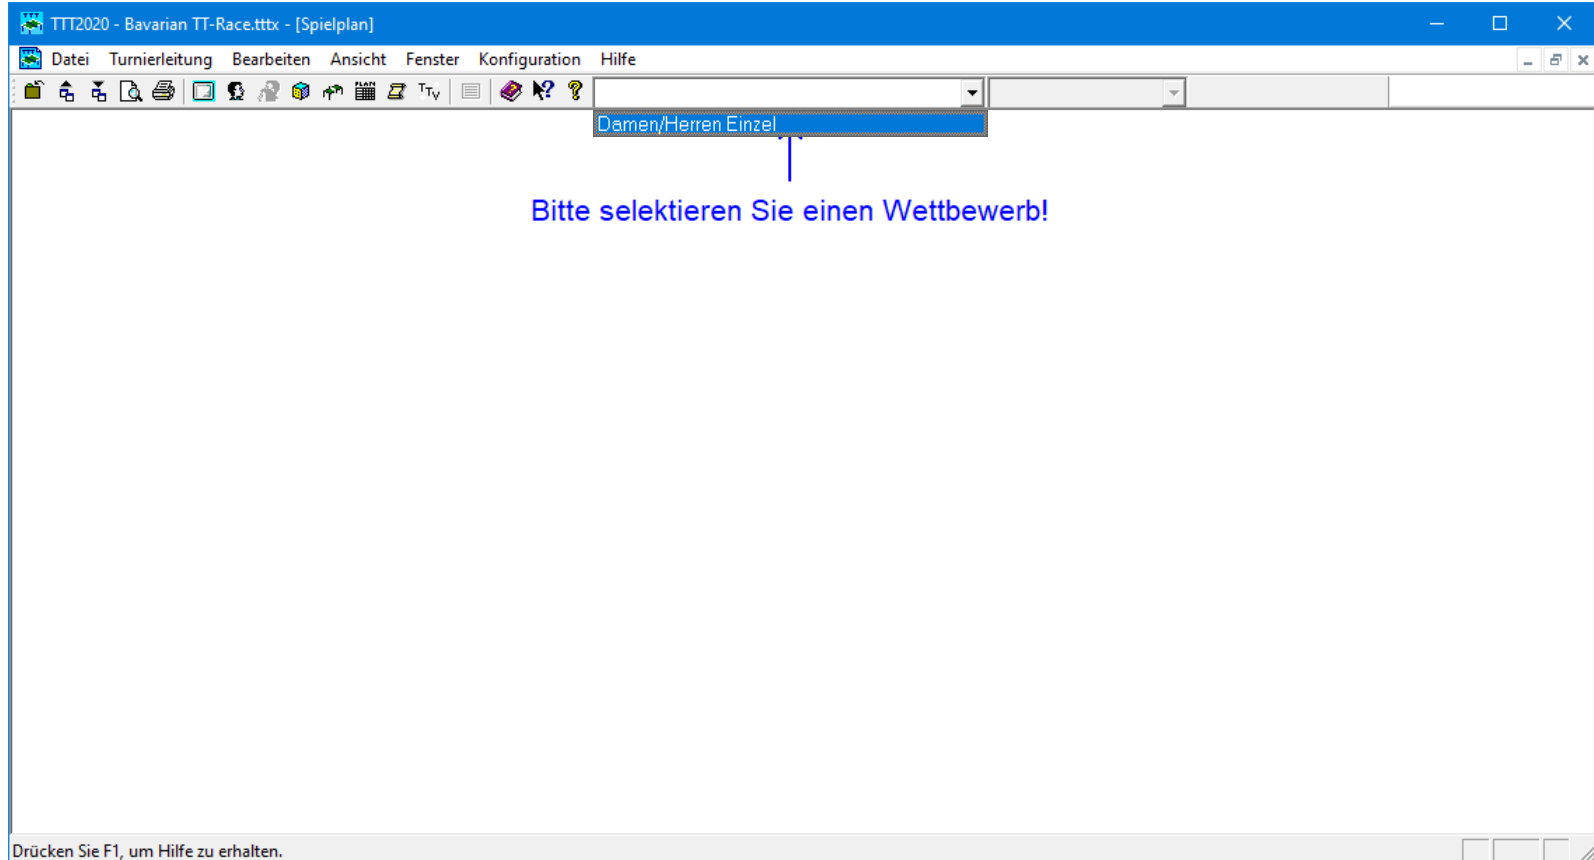 TTT2020 - Bavarian TT-Race.tttx - [Spielplan]
Datei Turnierleitung Bearbeiten Ansicht Fenster Konfiguration Hilfe
Damen/Herren Einzel
Bitte selektieren Sie einen Wettbewerb!
Drücken Sie F1, um Hilfe zu erhalten.